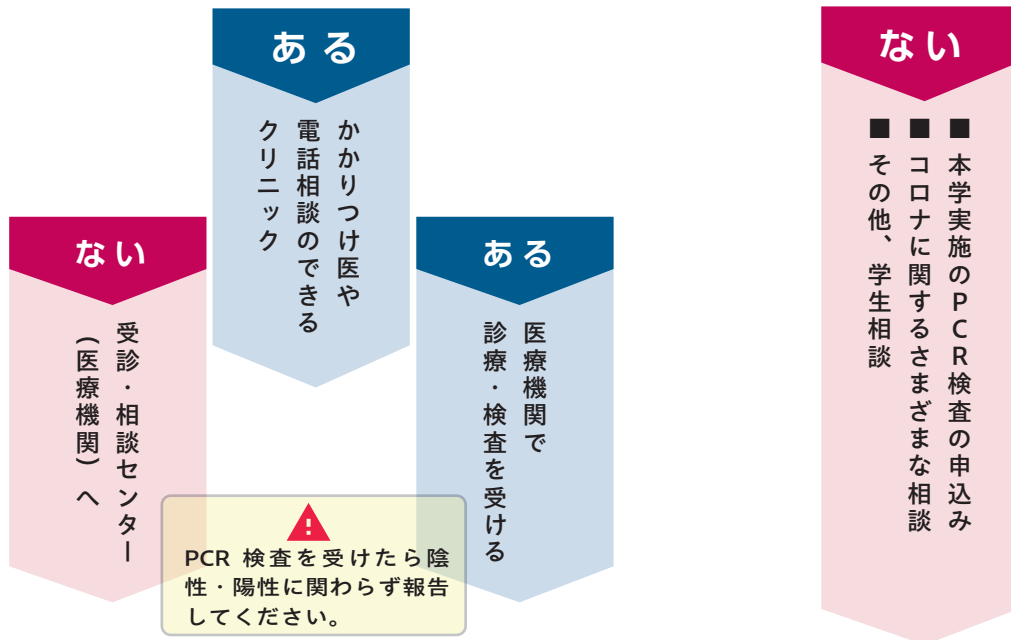 ある
かかりつけ医や
電話相談のできる
クリニック
ない
受診・相談センター
(医療機関)へ
ある
医療機関で
診療・検査を受ける
PCR 検査を受けたら陰
性・陽性に関わらず報告
してください。
ない
■ 本学実施のPCR検査の申込み
■ コロナに関するさまざまな相談
■ その他、学生相談